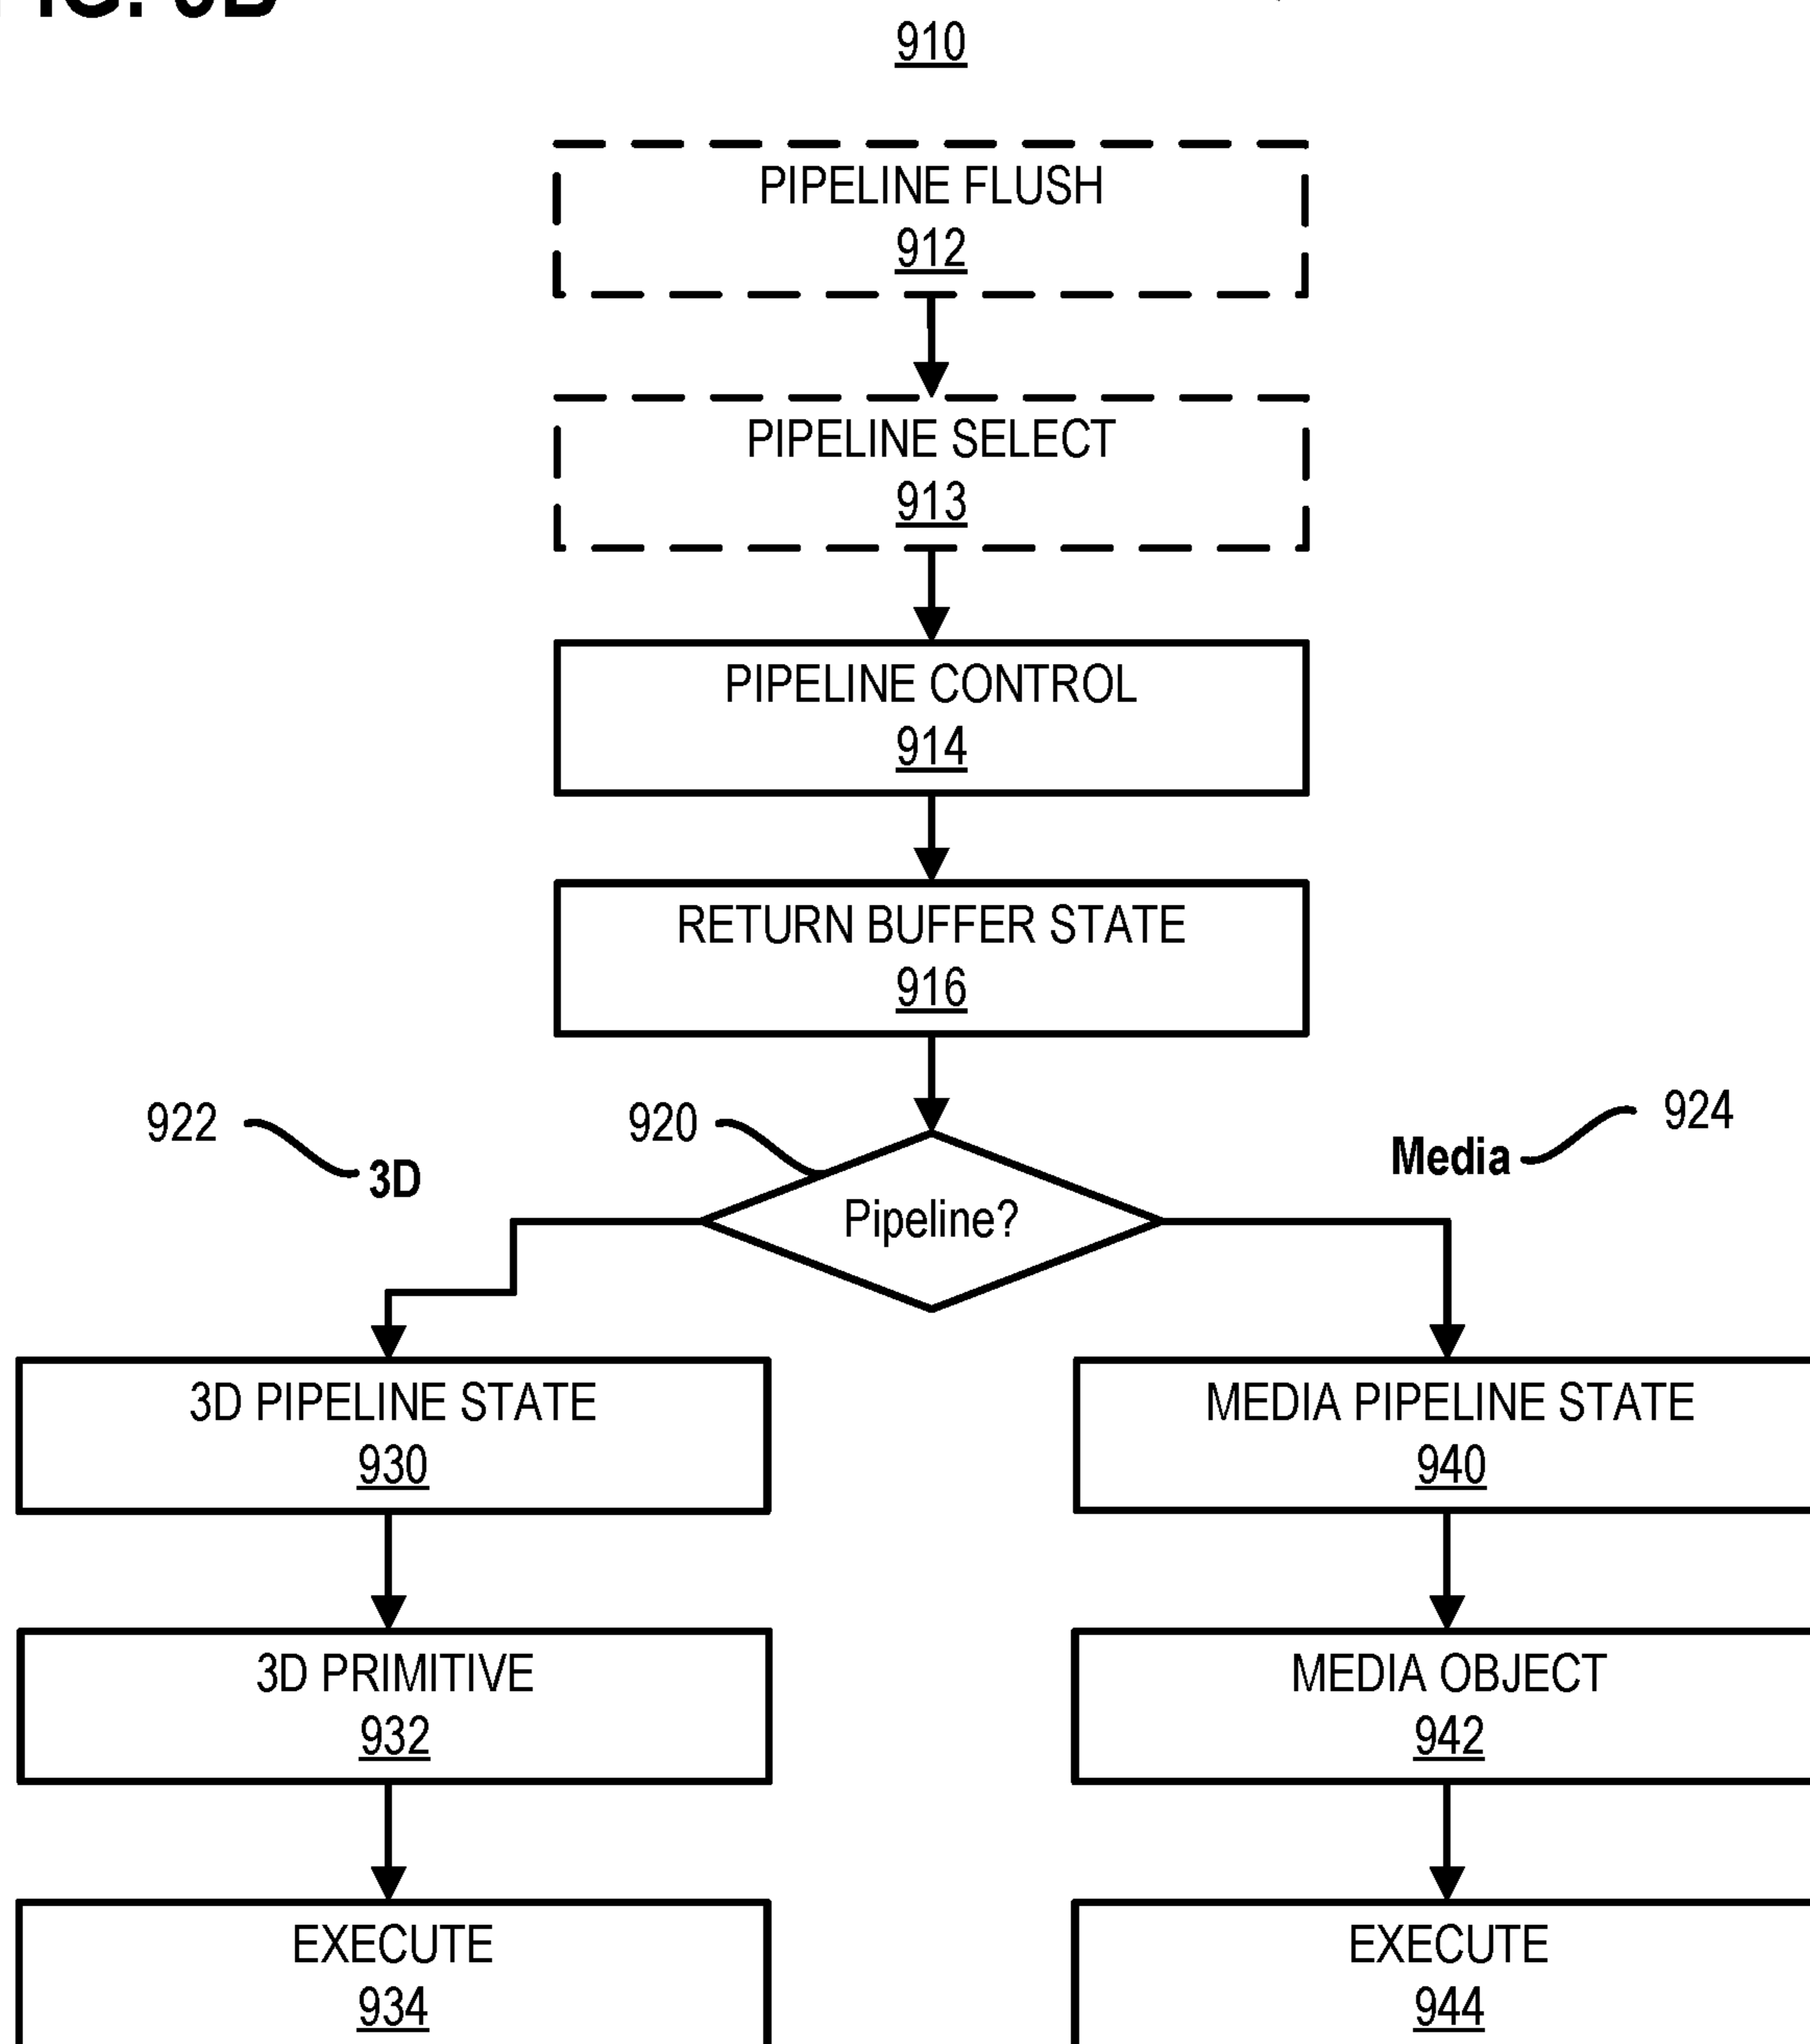 910
PIPELINE FLUSH
912
PIPELINE SELECT
913
PIPELINE CONTROL
914
RETURN BUFFER STATE
916
922
920
924
3D
Media
Pipeline?
3D PIPELINE STATE
930
MEDIA PIPELINE STATE
940
3D PRIMITIVE
932
MEDIA OBJECT
942
EXECUTE
934
EXECUTE
944